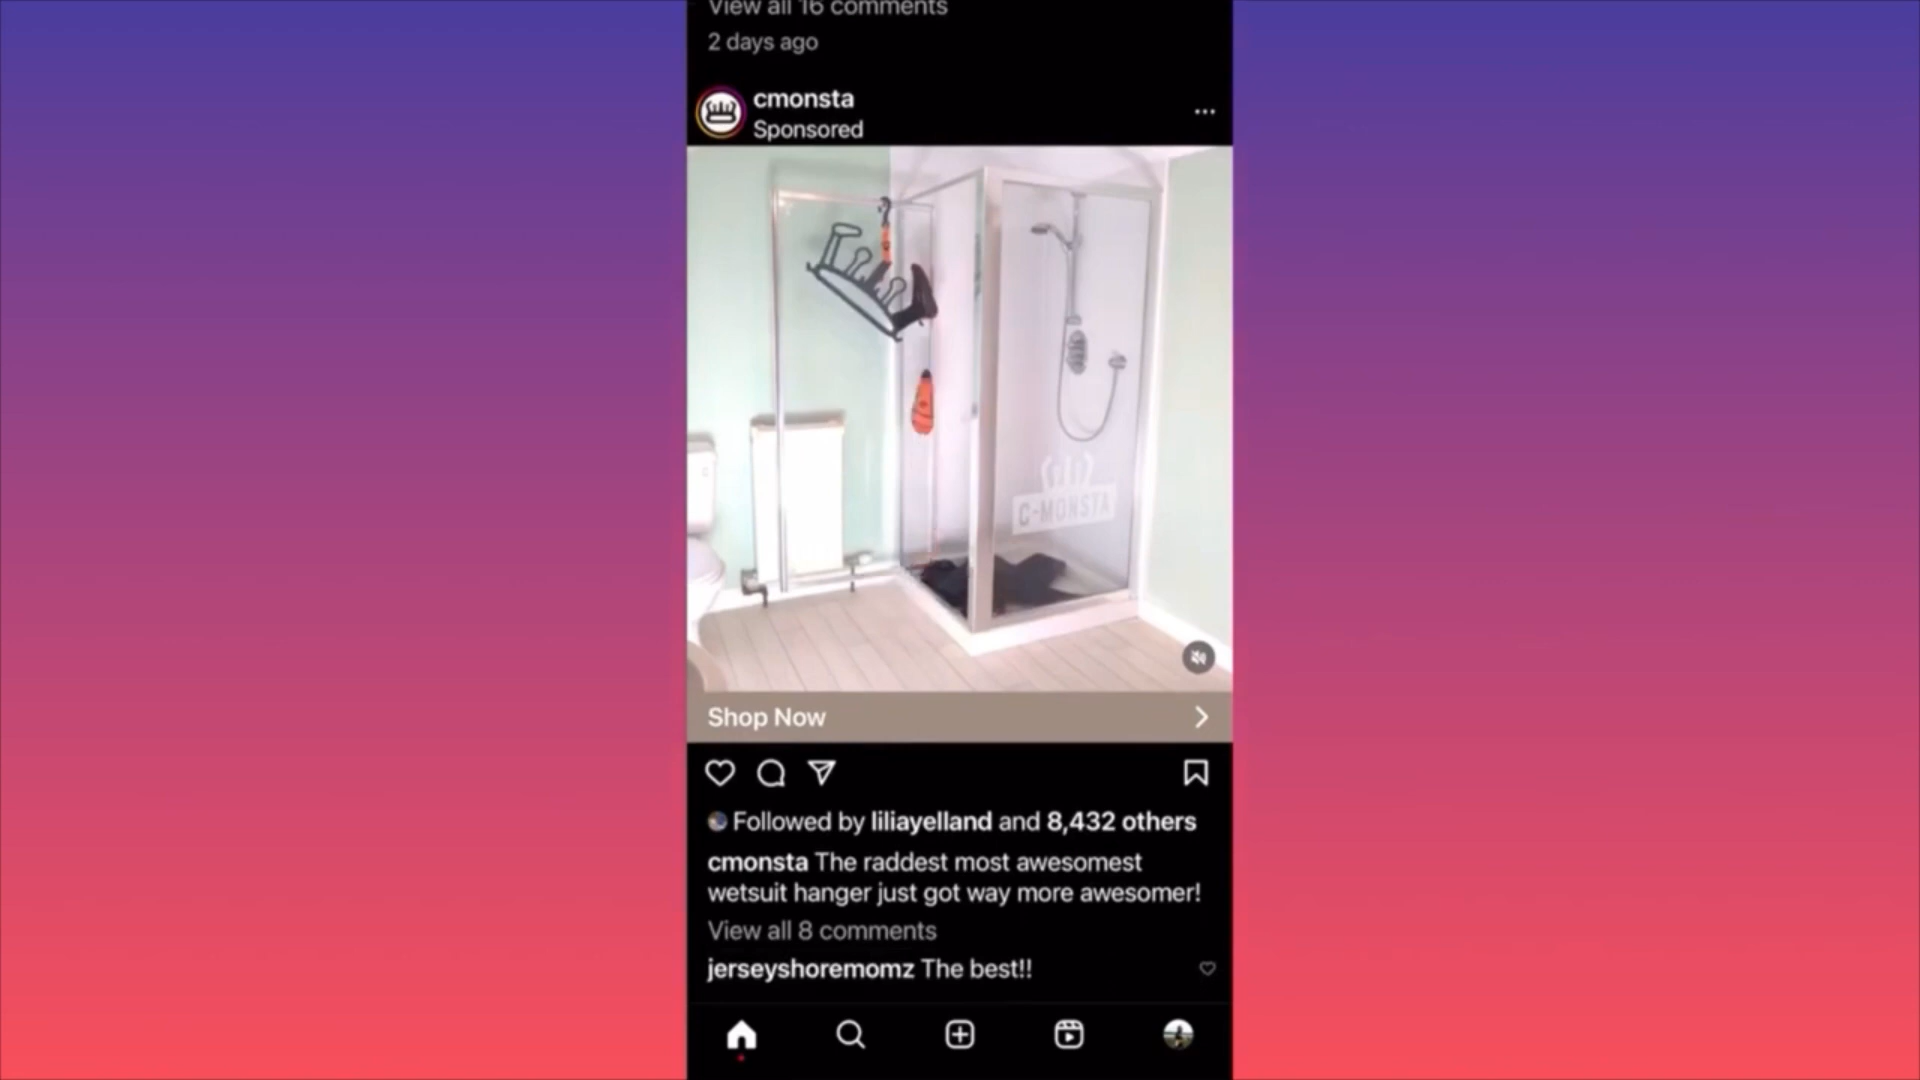 View all 16 comments
2 days ago
cmonsta
Sponsored
C-MONSTA
Shop Now
Followed by liliayelland and 8,432 others
cmonsta The raddest most awesomest
wetsuit hanger just got way more awesomer!
View all 8 comments
jerseyshoremomz The best!!